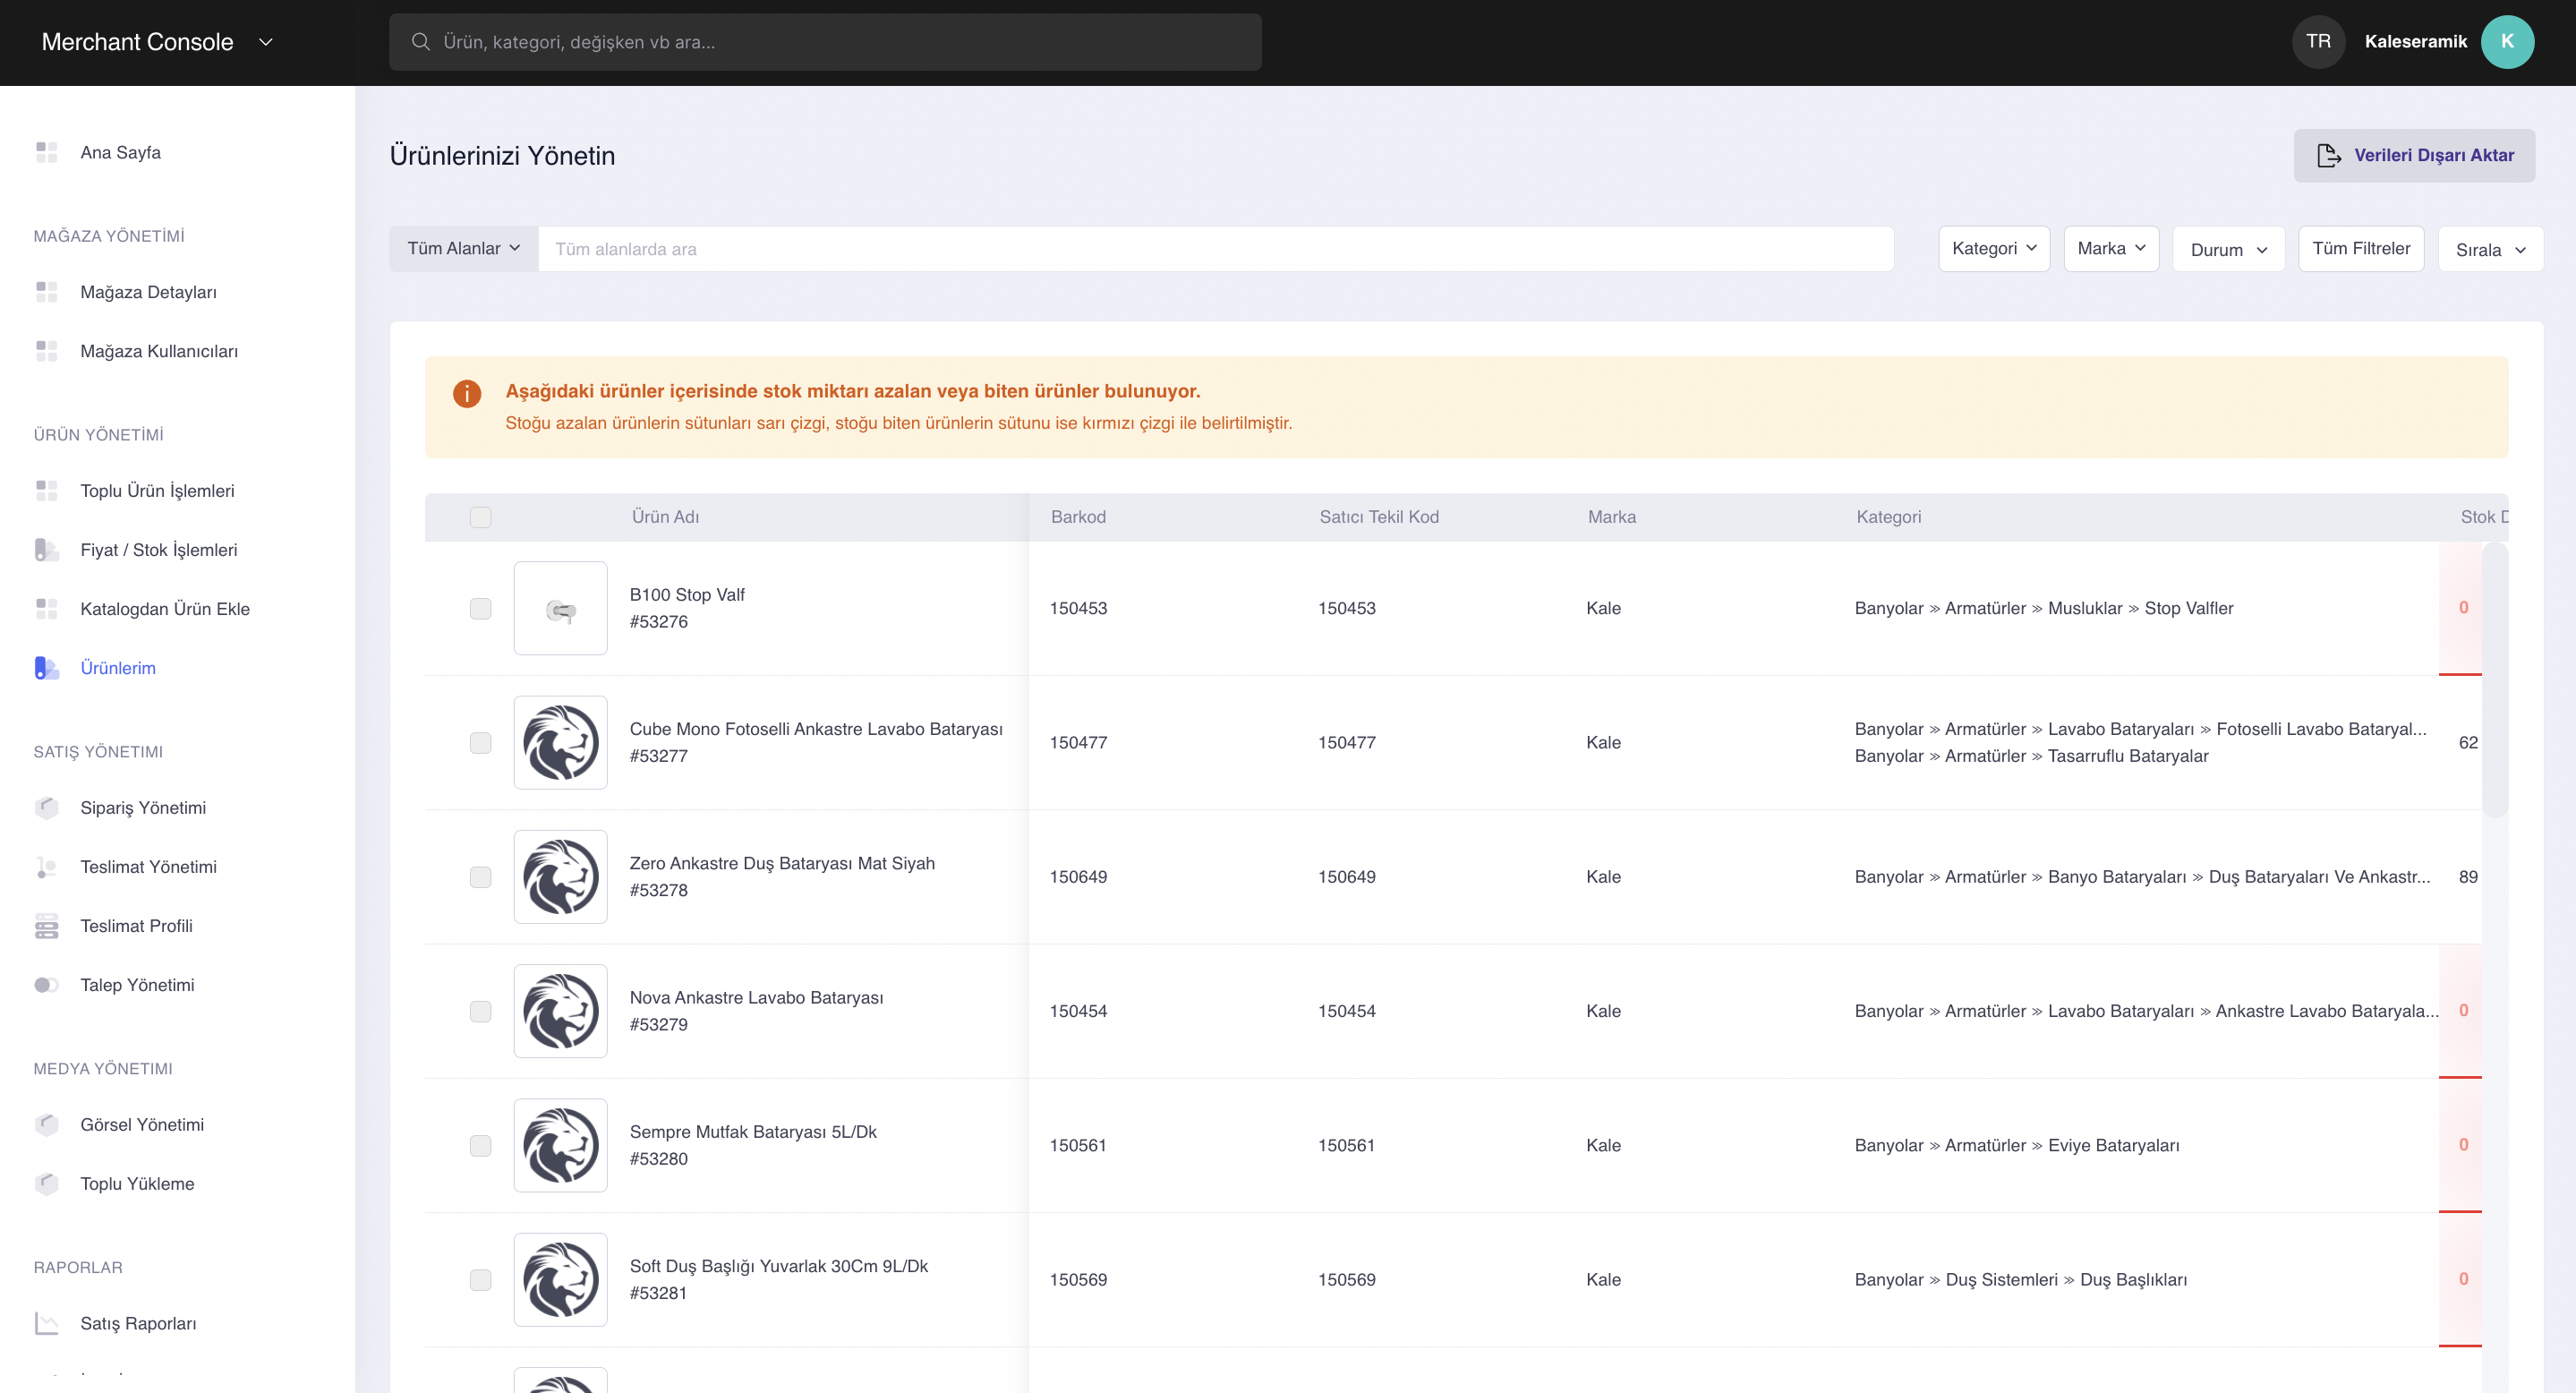 Merchant Console
Ürün, kategori, değişken vb ara...
TR
Kaleseramik
K
Ana Sayfa
MAĞAZA YÖNETİMİ
Mağaza Detayları
Mağaza Kullanıcıları
ÜRÜN YÖNETİMİ
Toplu Ürün İşlemleri
Fiyat / Stok İşlemleri
Katalogdan Ürün Ekle
Ürünlerim
SATIŞ YÖNETIMI
Sipariş Yönetimi
Teslimat Yönetimi
Teslimat Profili
Talep Yönetimi
MEDYA YÖNETIMI
Görsel Yönetimi
Toplu Yükleme
RAPORLAR
Satış Raporları
Ürünlerinizi Yönetin
Verileri Dışarı Aktar
Tüm Alanlar
Tüm alanlarda ara
Kategori
Marka
Durum
Tüm Filtreler
Sırala
Aşağıdaki ürünler içerisinde stok miktarı azalan veya biten ürünler bulunuyor.
Stoğu azalan ürünlerin sütunları sarı çizgi, stoğu biten ürünlerin sütunu ise kırmızı çizgi ile belirtilmiştir.
Ürün Adı Barkod Satıcı Tekil Kod Marka Kategori Stok
B100 Stop Valf
#53276
150453 150453 Kale Banyolar » Armatürler » Musluklar » Stop Valfler 0
Cube Mono Fotoselli Ankastre Lavabo Bataryası
#53277
150477 150477 Kale Banyolar » Armatürler » Lavabo Bataryaları » Fotoselli Lavabo Bataryal... 62
Banyolar » Armatürler » Tasarruflu Bataryalar
Zero Ankastre Duş Bataryası Mat Siyah
#53278
150649 150649 Kale Banyolar » Armatürler » Banyo Bataryaları » Duş Bataryaları Ve Ankastr... 89
Nova Ankastre Lavabo Bataryası
#53279
150454 150454 Kale Banyolar » Armatürler » Lavabo Bataryaları » Ankastre Lavabo Bataryala... 0
Sempre Mutfak Bataryası 5L/Dk
#53280
150561 150561 Kale Banyolar » Armatürler » Eviye Bataryaları 0
Soft Duş Başlığı Yuvarlak 30Cm 9L/Dk
#53281
150569 150569 Kale Banyolar » Duş Sistemleri » Duş Başlıkları 0